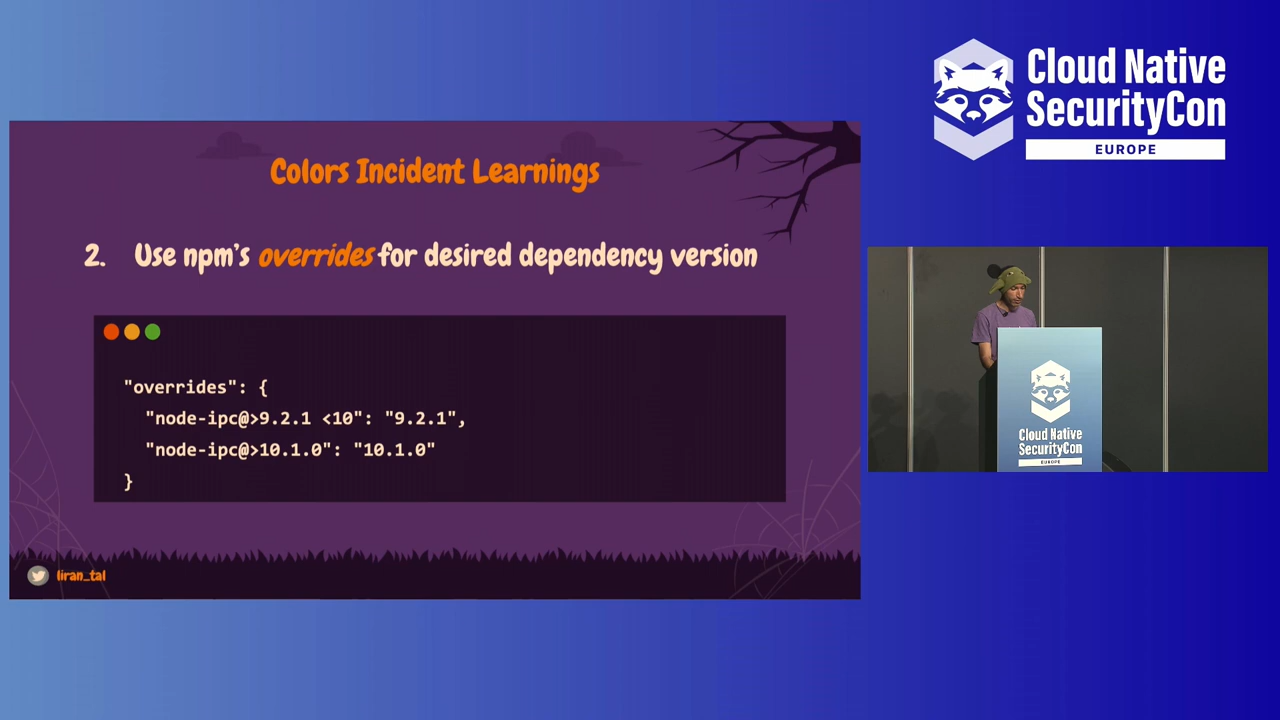 Cloud Native
SecurityCon
EUROPE
Colors Incident Learnings
2. Use npm's overrides for desired dependency version
"overrides": {
"node-ipc@>9.2.1 <10": "9.2.1",
"node-ipc@>10.1.0": "10.1.0"
}
liran_tal
Cloud Native
SecurityCon
EUROPE